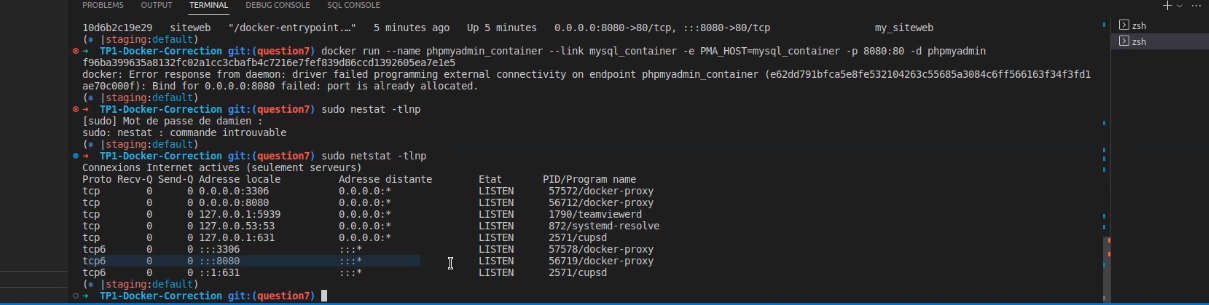 PROBLEMS OUTPUT TERMINAL DEBUG CONSOLE SQL CONSOLE
10d6b2c19e29 siteweb "/docker-entrypoint.…" 5 minutes ago Up 5 minutes 0.0.0.0:8080->80/tcp, :::8080->80/tcp my_siteweb
(⎈ |staging:default)
➜ TP1-Docker-Correction git:(question7) docker run --name phpmyadmin_container --link mysql_container -e PMA_HOST=mysql_container -p 8080:80 -d phpmyadmin
f96ba399635a8132fc02a1cc3cbafb4c7216e7fef839d86ccd1392605ea7e1e5
docker: Error response from daemon: driver failed programming external connectivity on endpoint phpmyadmin_container (e62dd791bfca5e8fe532104263c55685a3084c6ff566163f34f3fd1
ae70c000f): Bind for 0.0.0.0:8080 failed: port is already allocated.
(⎈ |staging:default)
➜ TP1-Docker-Correction git:(question7) sudo nestat -tlnp
[sudo] Mot de passe de damien :
sudo: nestat : commande introuvable
(⎈ |staging:default)
➜ TP1-Docker-Correction git:(question7) sudo netstat -tlnp
Connexions Internet actives (seulement serveurs)
Proto Recv-Q Send-Q Adresse locale Adresse distante Etat PID/Program name
tcp 0 0 0.0.0.0:3306 0.0.0.0:* LISTEN 57572/docker-proxy
tcp 0 0 0.0.0.0:8080 0.0.0.0:* LISTEN 56712/docker-proxy
tcp 0 0 127.0.0.1:5939 0.0.0.0:* LISTEN 1790/teamviewerd
tcp 0 0 127.0.0.53:53 0.0.0.0:* LISTEN 872/systemd-resolve
tcp 0 0 127.0.0.1:631 0.0.0.0:* LISTEN 2571/cupsd
tcp6 0 0 :::3306 :::* LISTEN 57578/docker-proxy
tcp6 0 0 :::8080 :::* LISTEN 56719/docker-proxy
tcp6 0 0 ::1:631 :::* LISTEN 2571/cupsd
(⎈ |staging:default)
➜ TP1-Docker-Correction git:(question7)
zsh
zsh